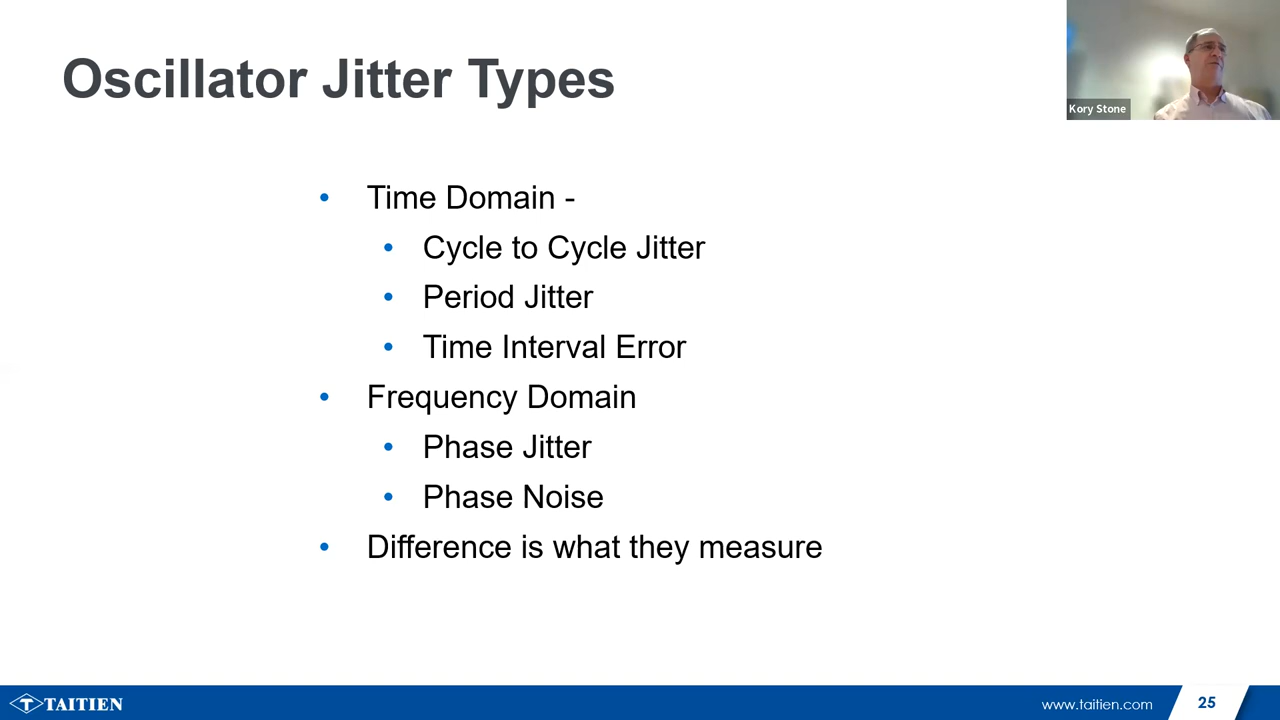 Oscillator Jitter Types
Kory Stone
• Time Domain -
• Cycle to Cycle Jitter
• Period Jitter
• Time Interval Error
• Frequency Domain
• Phase Jitter
• Phase Noise
• Difference is what they measure
T TAITIEN
www.taitien.com
25